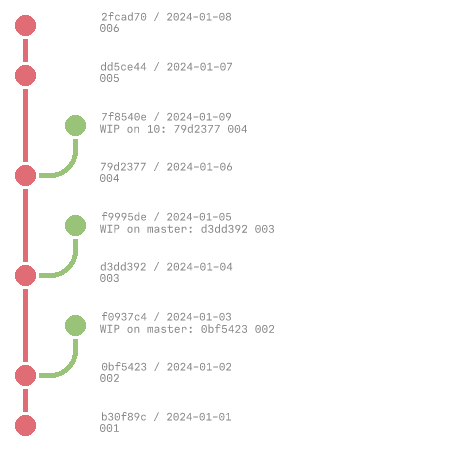 2fcad70 / 2024-01-08
006
dd5ce44 / 2024-01-07
005
7f8540e / 2024-01-09
WIP on 10: 79d2377 004
79d2377 / 2024-01-06
004
f9995de / 2024-01-05
WIP on master: d3dd392 003
d3dd392 / 2024-01-04
003
f0937c4 / 2024-01-03
WIP on master: 0bf5423 002
0bf5423 / 2024-01-02
002
b30f89c / 2024-01-01
001